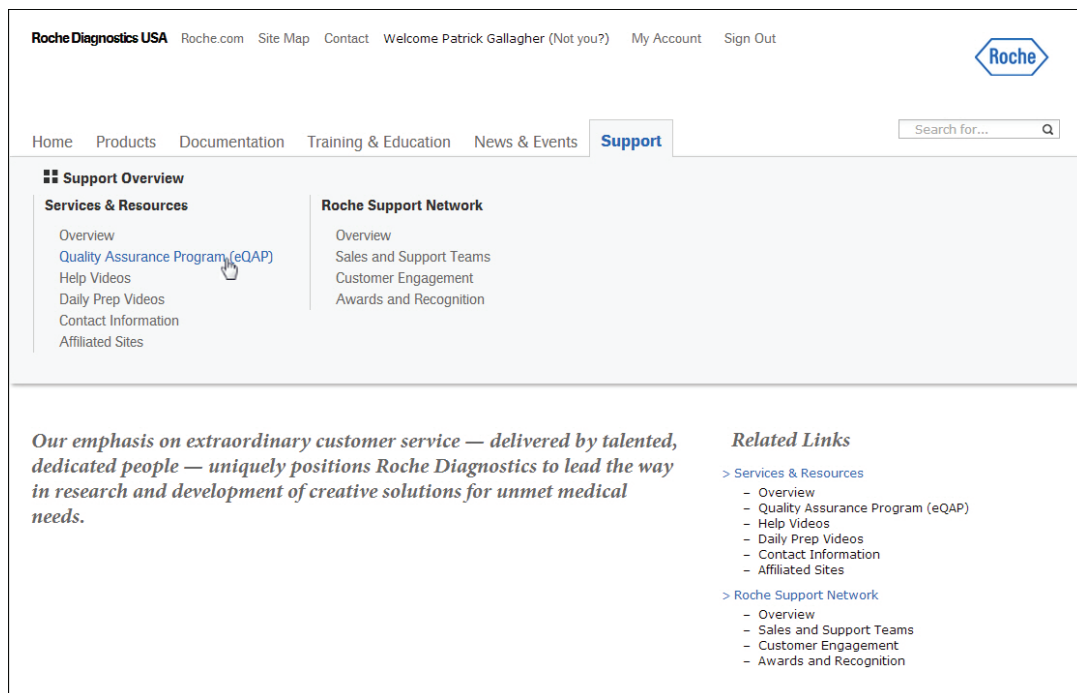 Roche Diagnostics USA Roche.com Site Map Contact Welcome Patrick Gallagher (Not you?) My Account Sign Out
Roche
Search for...
Home Products Documentation Training & Education News & Events Support
Support Overview
Services & Resources
Overview
Quality Assurance Program (eQAP)
Help Videos
Daily Prep Videos
Contact Information
Affiliated Sites
Roche Support Network
Overview
Sales and Support Teams
Customer Engagement
Awards and Recognition
Our emphasis on extraordinary customer service — delivered by talented,
dedicated people — uniquely positions Roche Diagnostics to lead the way
in research and development of creative solutions for unmet medical
needs.
Related Links
> Services & Resources
– Overview
– Quality Assurance Program (eQAP)
– Help Videos
– Daily Prep Videos
– Contact Information
– Affiliated Sites
> Roche Support Network
– Overview
– Sales and Support Teams
– Customer Engagement
– Awards and Recognition